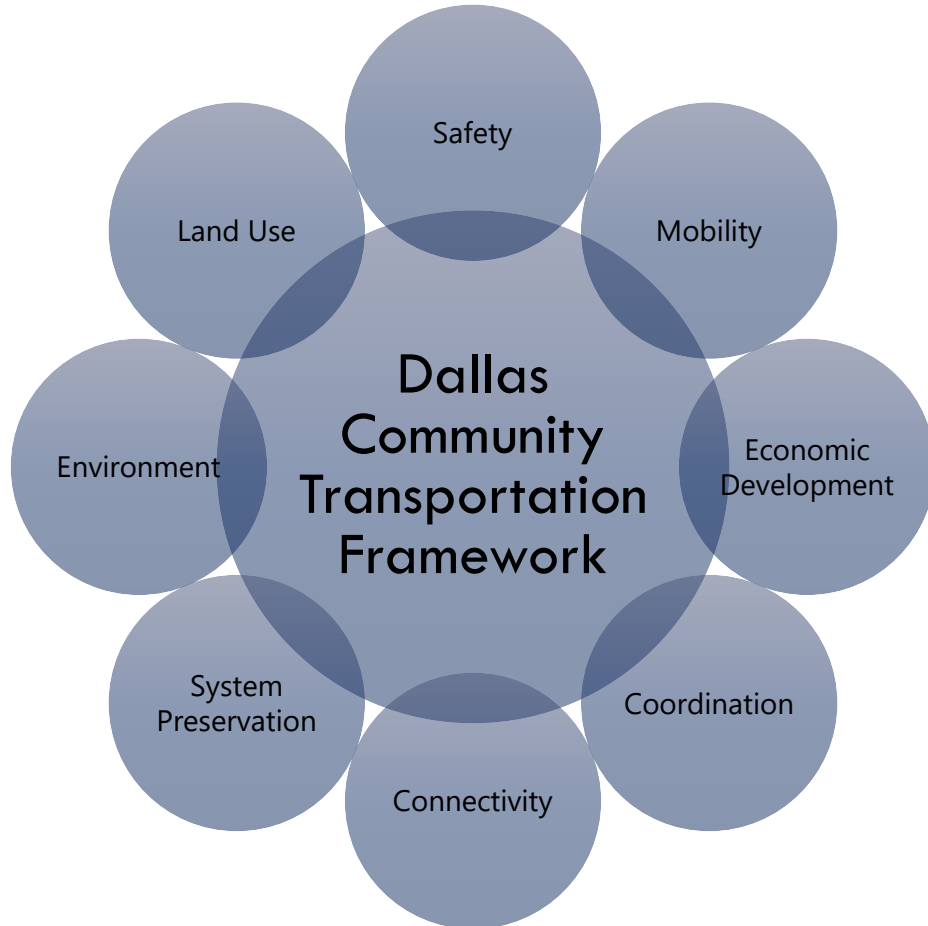 Safety
Land Use
Mobility
Dallas
Community
Transportation
Framework
Environment
Economic
Development
System
Preservation
Coordination
Connectivity